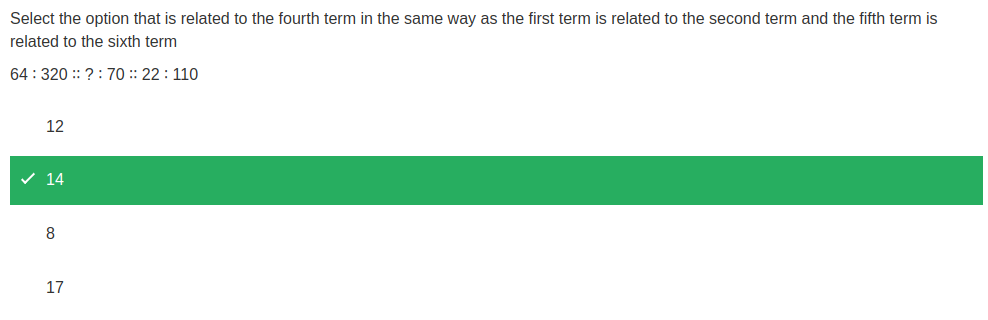 Select the option that is related to the fourth term in the same way as the first term is related to the second term and the fifth term is
related to the sixth term
64 : 320 :: ? : 70 :: 22 : 110
12
14
8
17